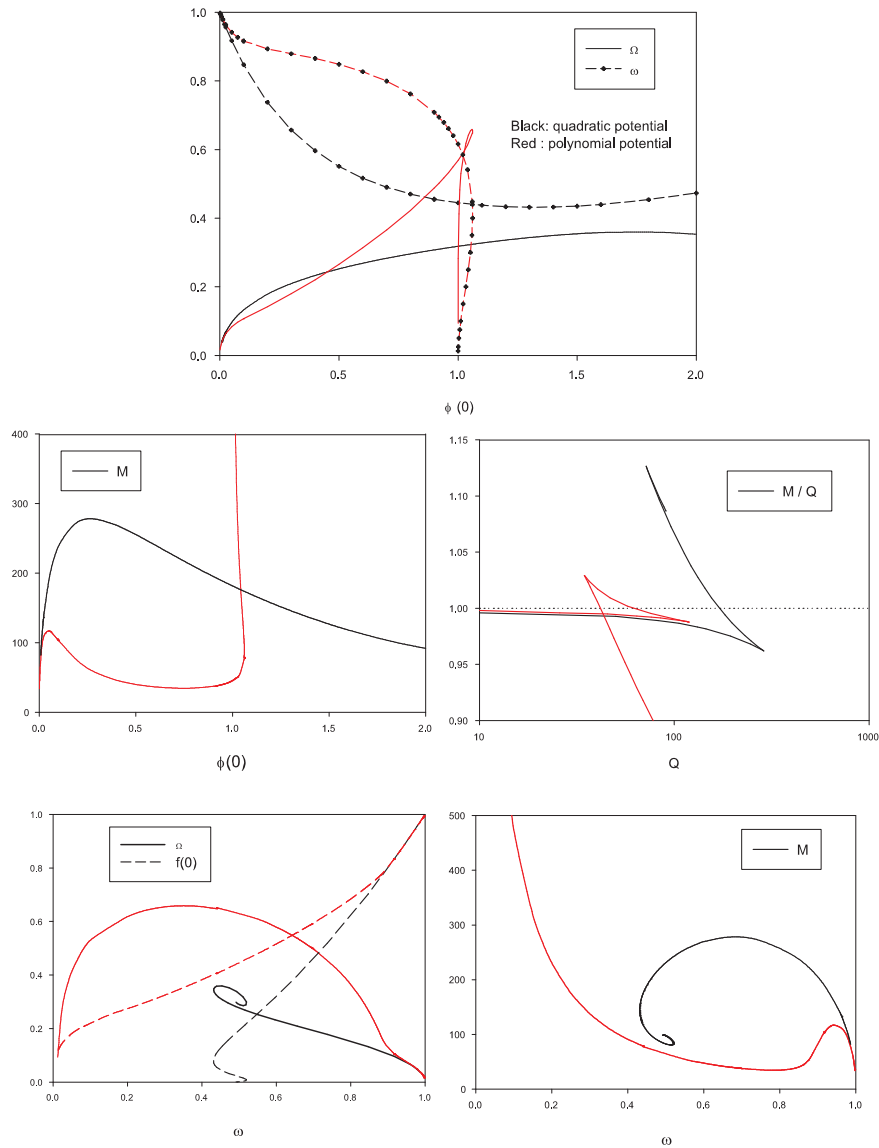 1.0
0.8
0.6
0.4
0.2
0.0
Ω
ω
Black: quadratic potential
Red : polynomial potential
0.0 0.5 1.0 1.5 2.0
ϕ (0)
400
300
200
100
0
M
0.0 0.5 1.0 1.5 2.0
ϕ(0)
1,15
1,10
1,05
1,00
0,95
0,90
M / Q
10 100 1000
Q
1.0
0.8
0.6
0.4
0.2
0.0
Ω
f(0)
0.0 0.2 0.4 0.6 0.8 1.0
ω
500
400
300
200
100
0
M
0.0 0.2 0.4 0.6 0.8 1.0
ω